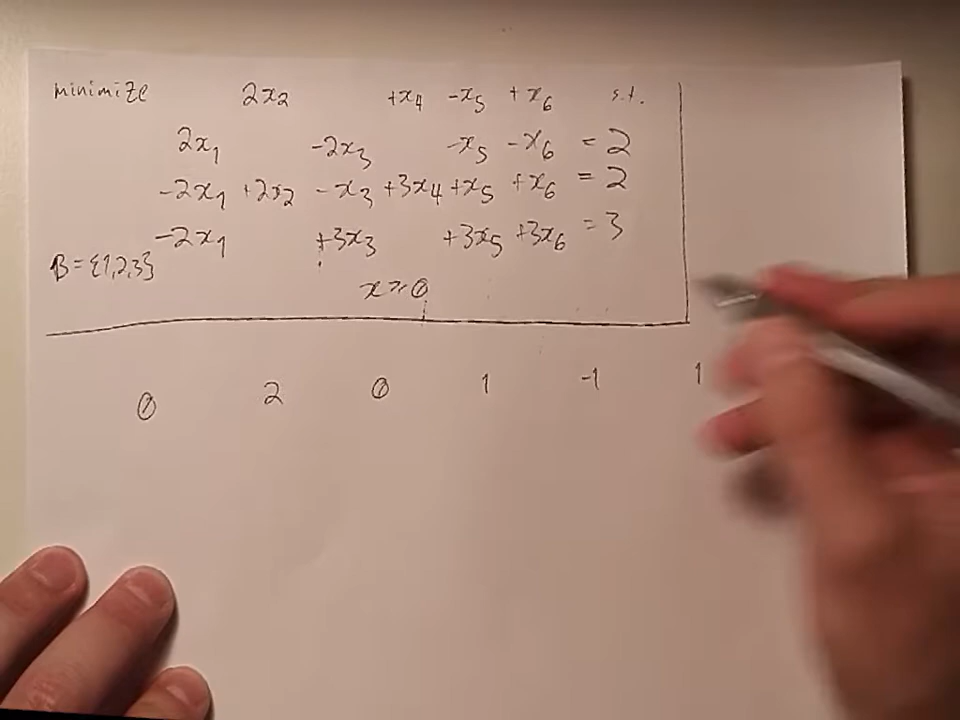 minimize 2x₂ +x₄ -x₅ +x₆ s.t.
2x₁ -2x₃ -x₅ -x₆ = 2
-2x₁ +2x₂ -x₃ +3x₄ +x₅ +x₆ = 2
-2x₁ +3x₃ +3x₅ +3x₆ = 3
B = {1,2,3}
x ≥ 0
0 2 0 1 -1 1